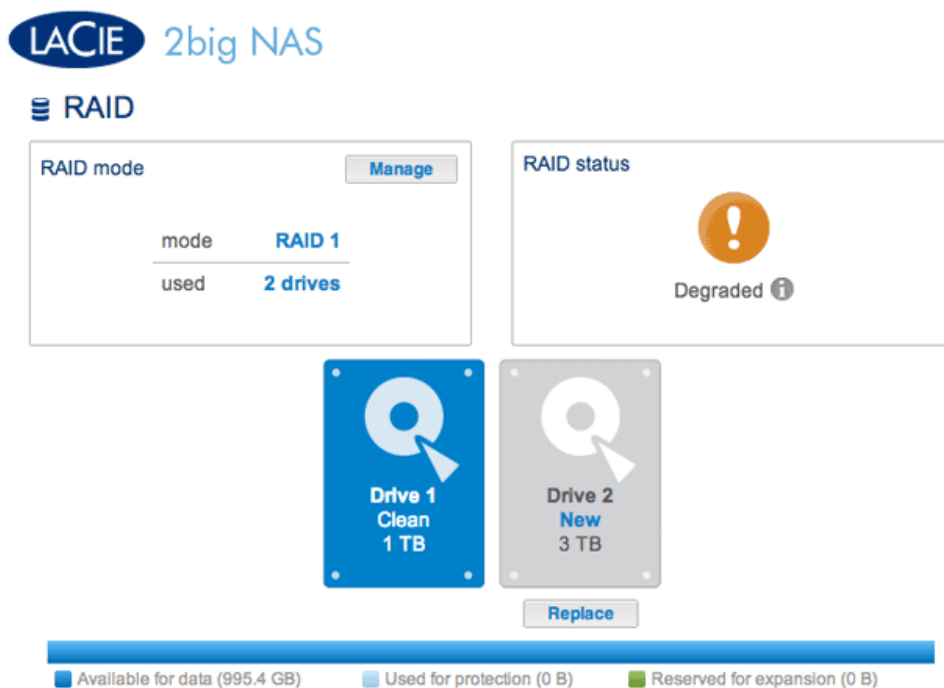 LACIE 2big NAS
RAID
RAID mode
Manage
mode RAID 1
used 2 drives
RAID status
!
Degraded i
Drive 1
Clean
1 TB
Drive 2
New
3 TB
Replace
Available for data (995.4 GB) Used for protection (0 B) Reserved for expansion (0 B)